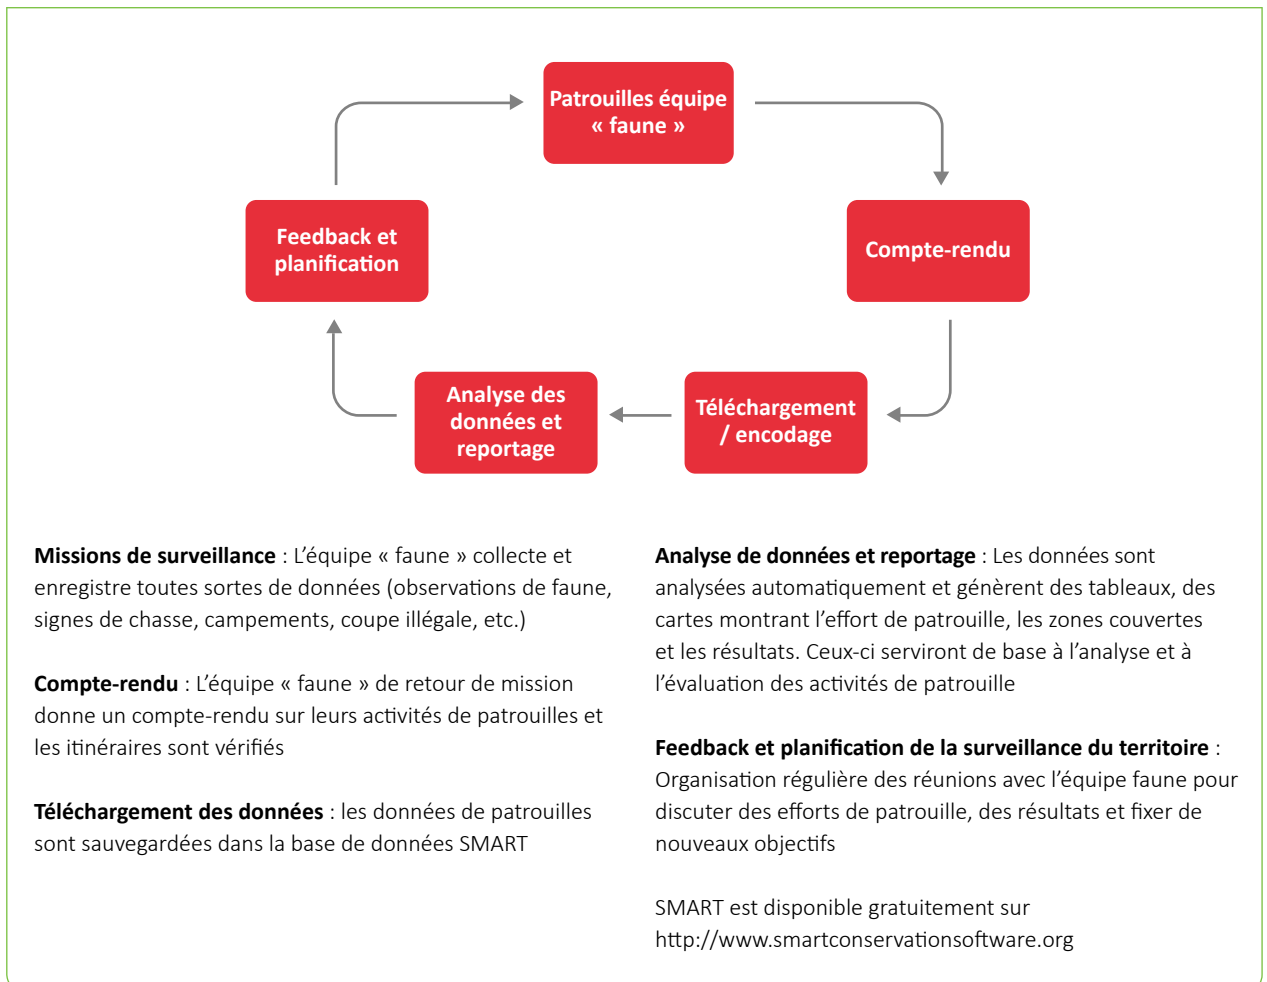 Patrouilles équipe
« faune »
Feedback et
planification
Compte-rendu
Analyse des
données et
reportage
Téléchargement
/ encodage
Missions de surveillance : L’équipe « faune » collecte et
enregistre toutes sortes de données (observations de faune,
signes de chasse, campements, coupe illégale, etc.)
Compte-rendu : L’équipe « faune » de retour de mission
donne un compte-rendu sur leurs activités de patrouilles et
les itinéraires sont vérifiés
Téléchargement des données : les données de patrouilles
sont sauvegardées dans la base de données SMART
Analyse de données et reportage : Les données sont
analysées automatiquement et génèrent des tableaux, des
cartes montrant l’effort de patrouille, les zones couvertes
et les résultats. Ceux-ci serviront de base à l’analyse et à
l’évaluation des activités de patrouille
Feedback et planification de la surveillance du territoire :
Organisation régulière des réunions avec l’équipe faune pour
discuter des efforts de patrouille, des résultats et fixer de
nouveaux objectifs
SMART est disponible gratuitement sur
http://www.smartconservationsoftware.org